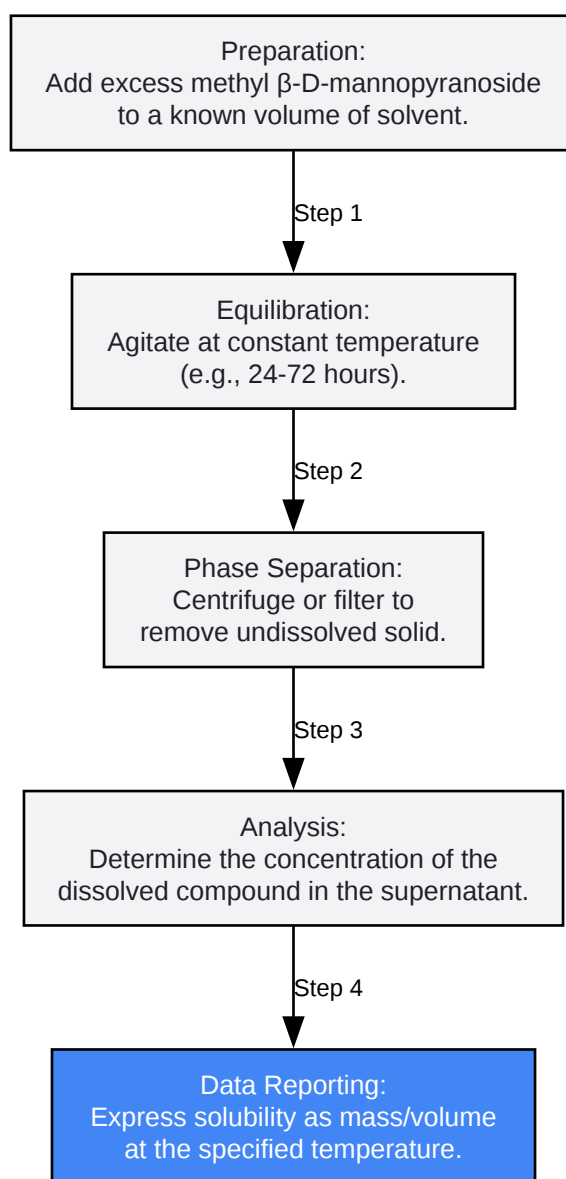 Preparation:
Add excess methyl β-D-mannopyranoside
to a known volume of solvent.
Step 1
Equilibration:
Agitate at constant temperature
(e.g., 24-72 hours).
Step 2
Phase Separation:
Centrifuge or filter to
remove undissolved solid.
Step 3
Analysis:
Determine the concentration of the
dissolved compound in the supernatant.
Step 4
Data Reporting:
Express solubility as mass/volume
at the specified temperature.